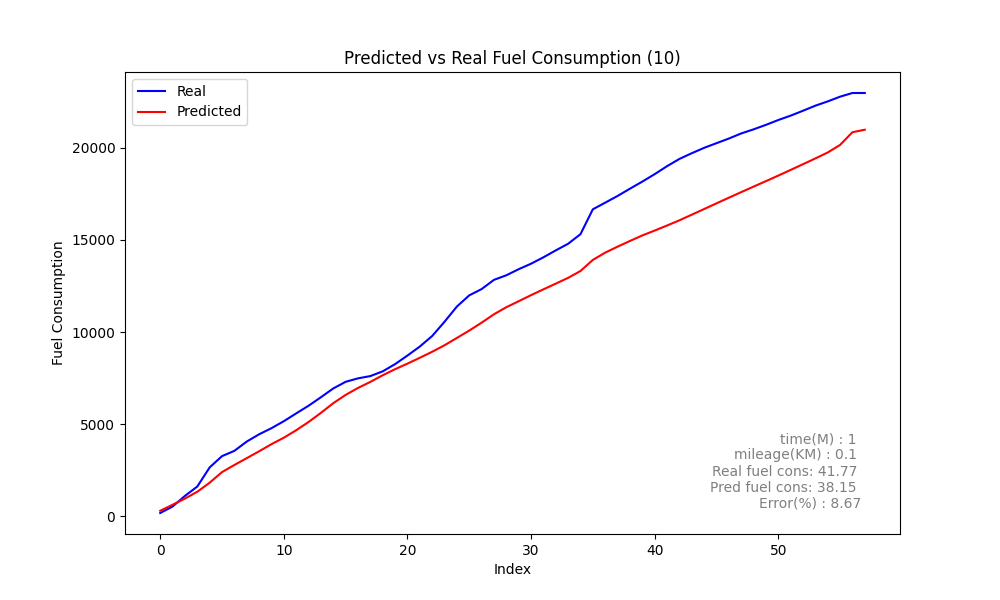 Predicted vs Real Fuel Consumption (10)
Real
Predicted
Fuel Consumption
20000
15000
10000
5000
0
time(M) : 1
mileage(KM) : 0.1
Real fuel cons: 41.77
Pred fuel cons: 38.15
Error(%) : 8.67
0 10 20 30 40 50
Index